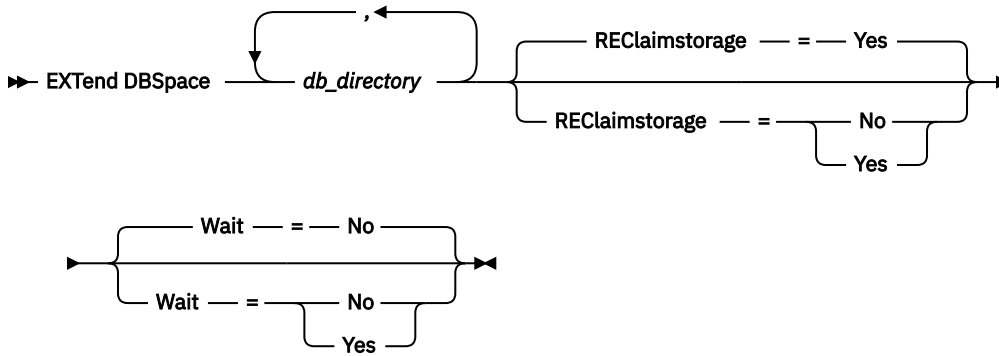 ,
REClaimstorage = Yes
EXTend DBSpace db_directory
REClaimstorage = No
Yes
Wait = No
Wait = No
Yes